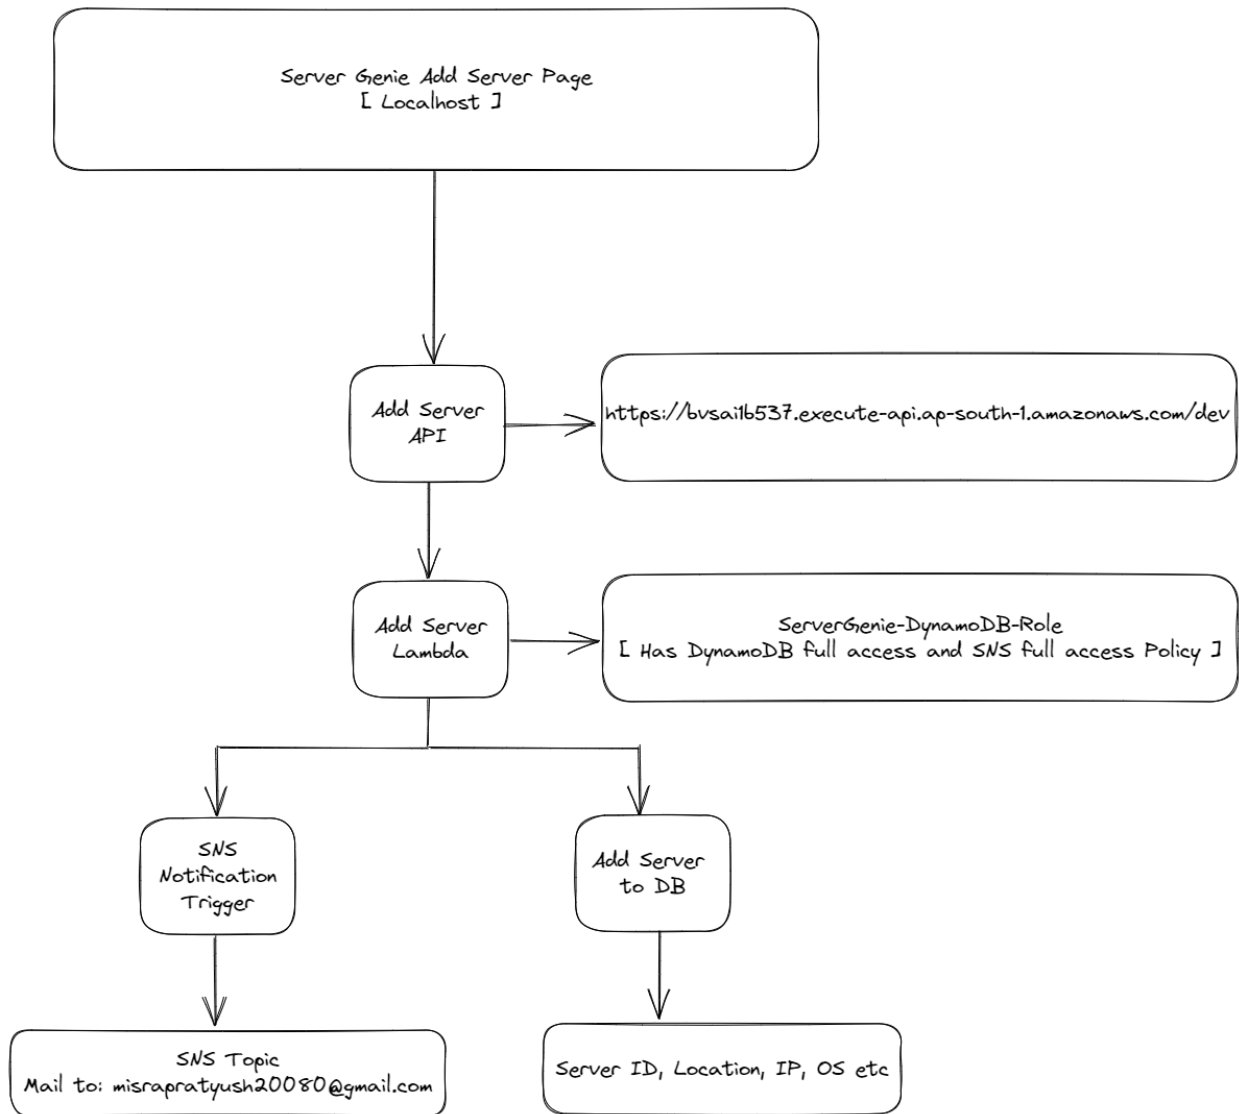 Server Genie Add Server Page
[ Localhost ]
Add Server
API
https://bvsai1b537.execute-api.ap-south-1.amazonaws.com/dev
Add Server
Lambda
ServerGenie-DynamoDB-Role
[ Has DynamoDB full access and SNS full access Policy ]
SNS
Notification
Trigger
Add Server
to DB
SNS Topic
Mail to: misrapratyush20080@gmail.com
Server ID, Location, IP, OS etc